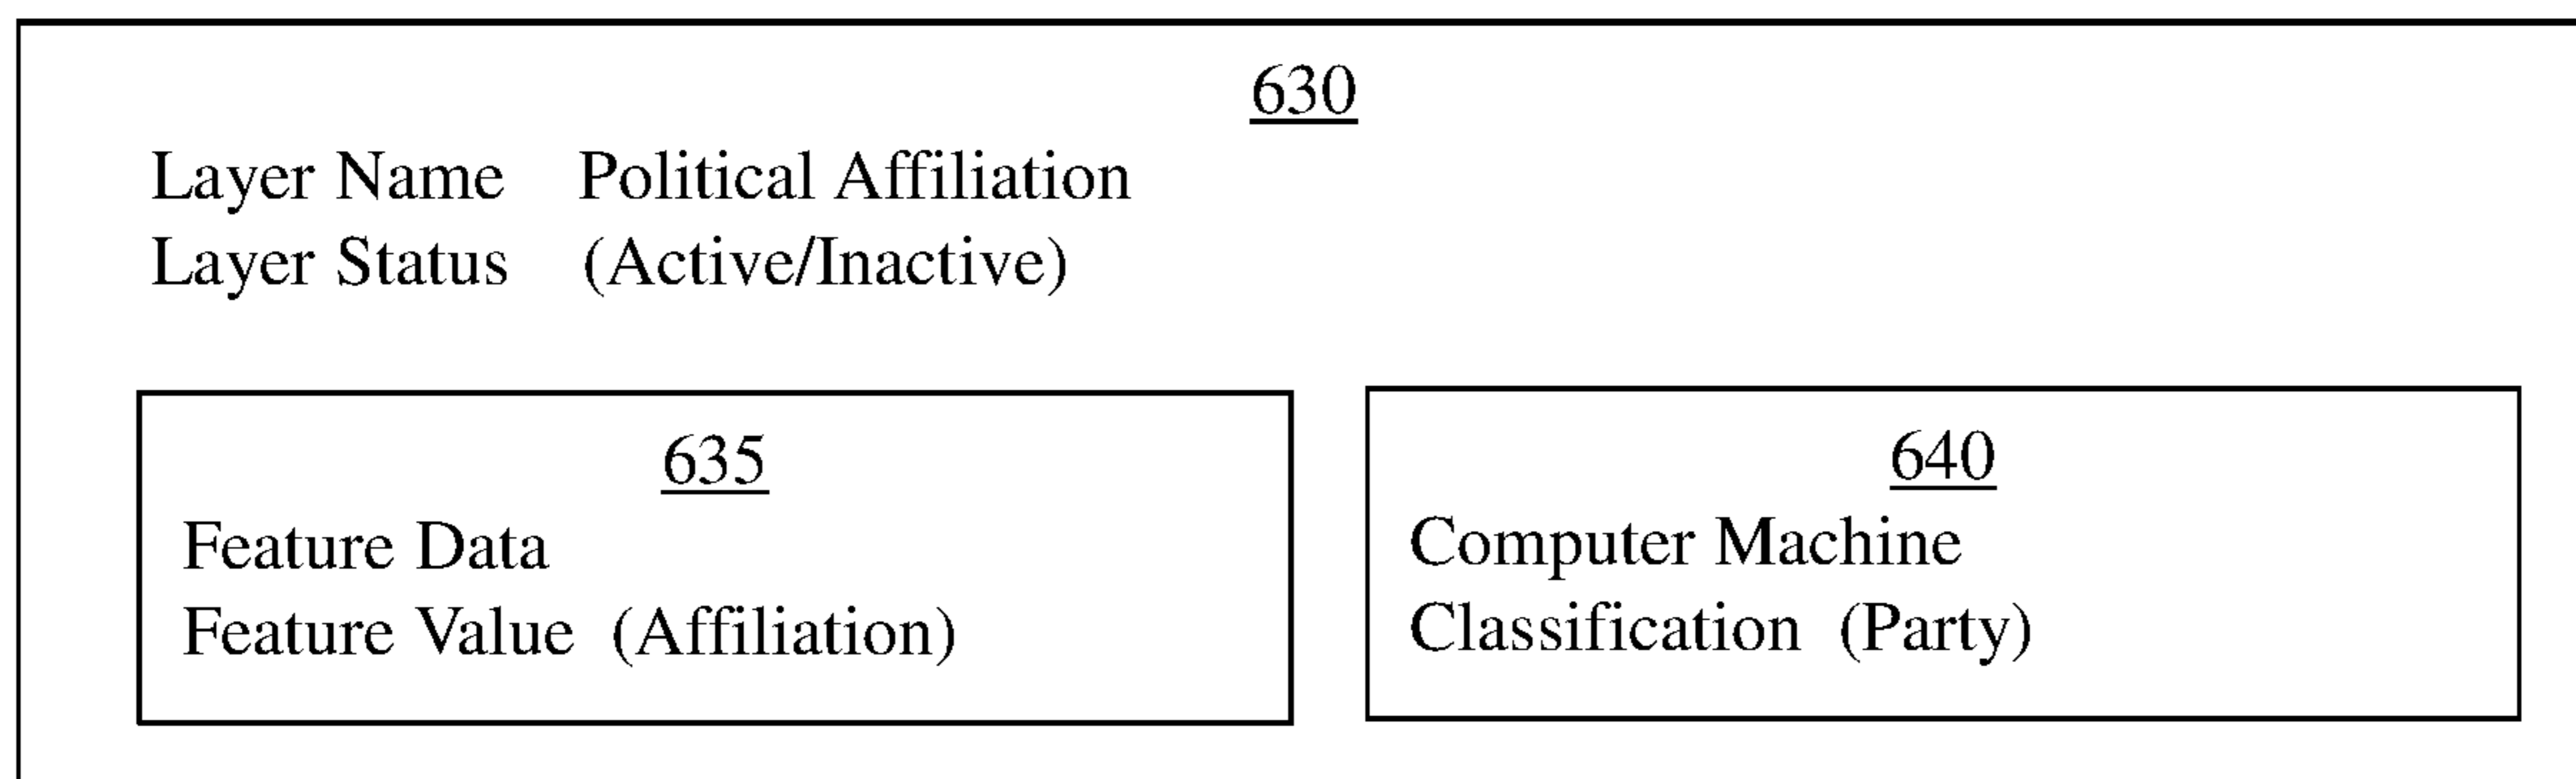 630
Layer Name Political Affiliation
Layer Status (Active/Inactive)
635
Feature Data
Feature Value (Affiliation)
640
Computer Machine
Classification (Party)